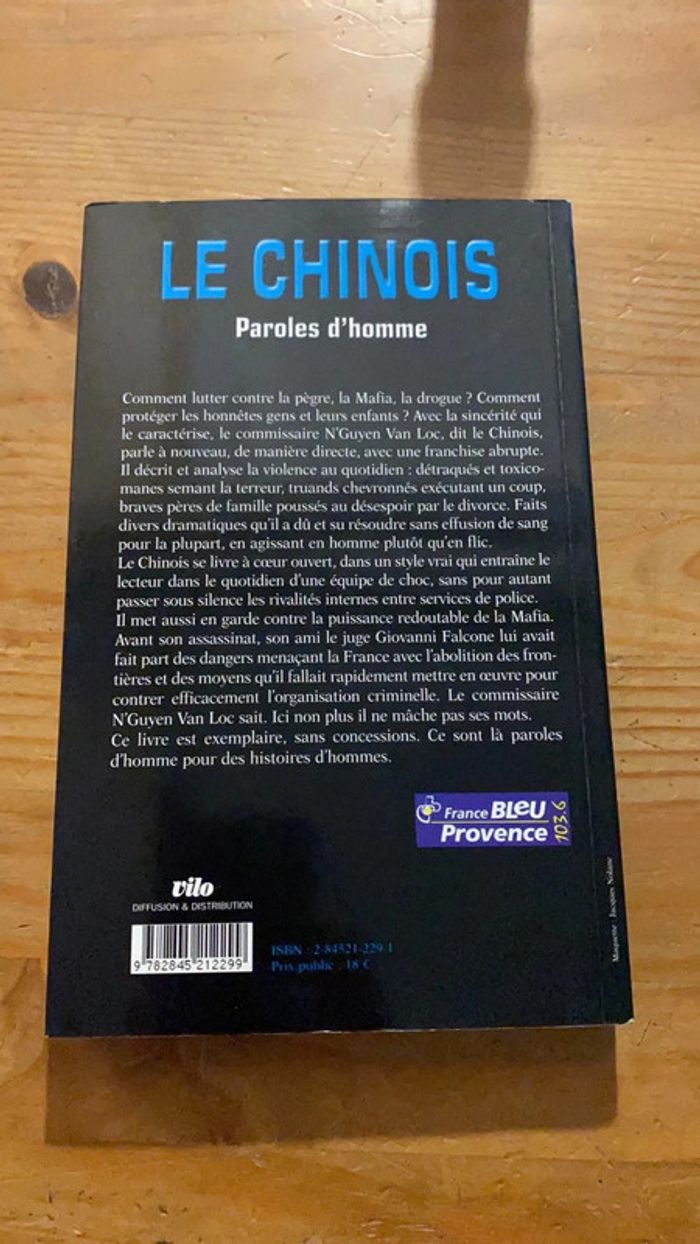 LE CHINOIS
Paroles d'homme
Comment lutter contre la pègre, la Mafia, la drogue ? Comment
protéger les honnêtes gens et leurs enfants ? Avec la sincérité qui
le caractérise, le commissaire N'Guyen Van Loc, dit le Chinois,
parle à nouveau, de manière directe, avec une franchise abrupte.
Il décrit et analyse la violence au quotidien : détraqués et toxico-
manes semant la terreur, truands chevronnés exécutant un coup,
braves pères de famille poussés au désespoir par le divorce. Faits
divers dramatiques qu'il a dû et su résoudre sans effusion de sang
pour la plupart, en agissant en homme plutôt qu'en flic.
Le Chinois se livre à cœur ouvert, dans un style vrai qui entraîne le
lecteur dans le quotidien d'une équipe de choc, sans pour autant
passer sous silence les rivalités internes entre services de police.
Il met aussi en garde contre la puissance redoutable de la Mafia.
Avant son assassinat, son ami le juge Giovanni Falcone lui avait
fait part des dangers menaçant la France avec l'abolition des fron-
tières et des moyens qu'il fallait rapidement mettre en œuvre pour
contrer efficacement l'organisation criminelle. Le commissaire
N'Guyen Van Loc sait. Ici non plus il ne mâche pas ses mots.
Ce livre est exemplaire, sans concessions. Ce sont là paroles
d'homme pour des histoires d'hommes.
France BLeU
Provence 103.6
vilo
DIFFUSION & DISTRIBUTION
ISBN : 2-84521-229-1
Prix public : 18 €
9 782845 212299
Maquette : Jacques